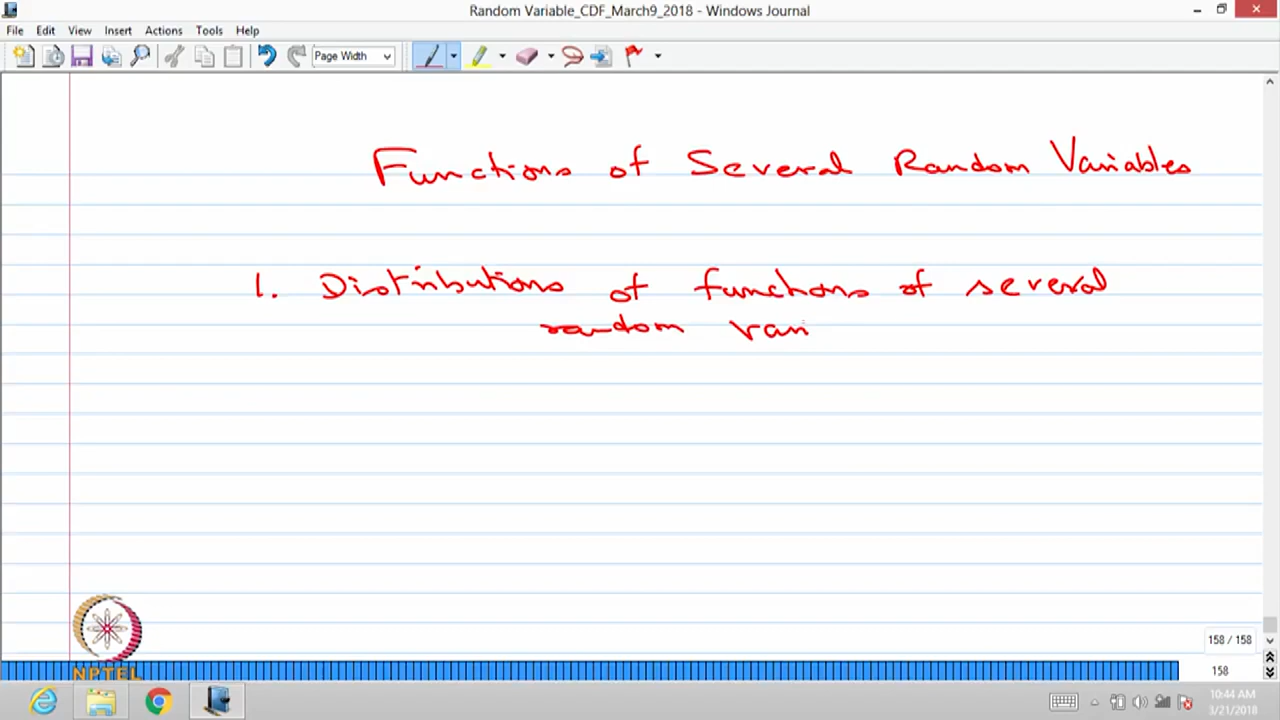 Random Variable_CDF_March9_2018 - Windows Journal
File Edit View Insert Actions Tools Help
Page Width
Functions of Several Random Variables
1. Distributions of functions of several
random vari
158 / 158
158
NPTEL
10:44 AM
3/21/2018